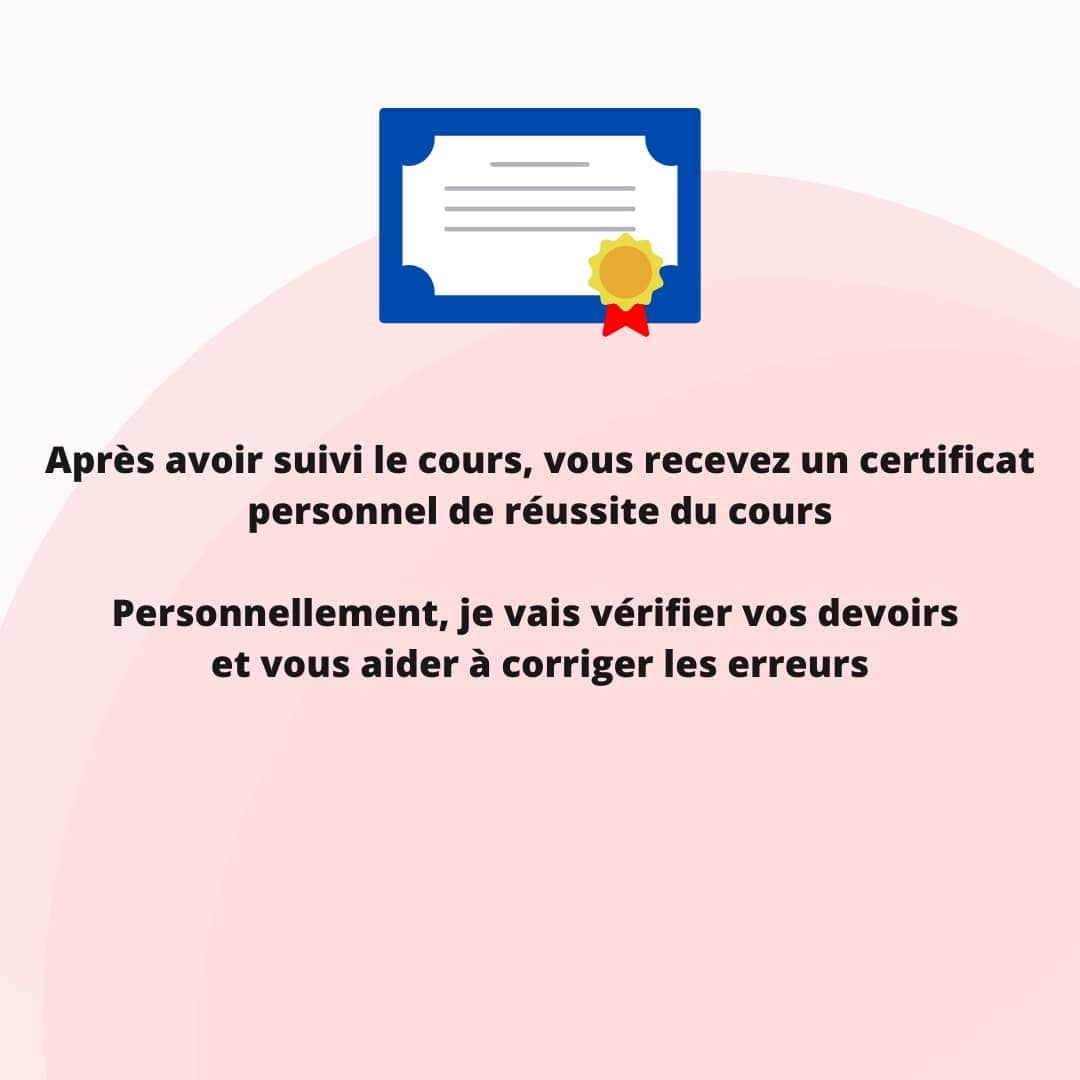 Après avoir suivi le cours, vous recevez un certificat
personnel de réussite du cours
Personnellement, je vais vérifier vos devoirs
et vous aider à corriger les erreurs